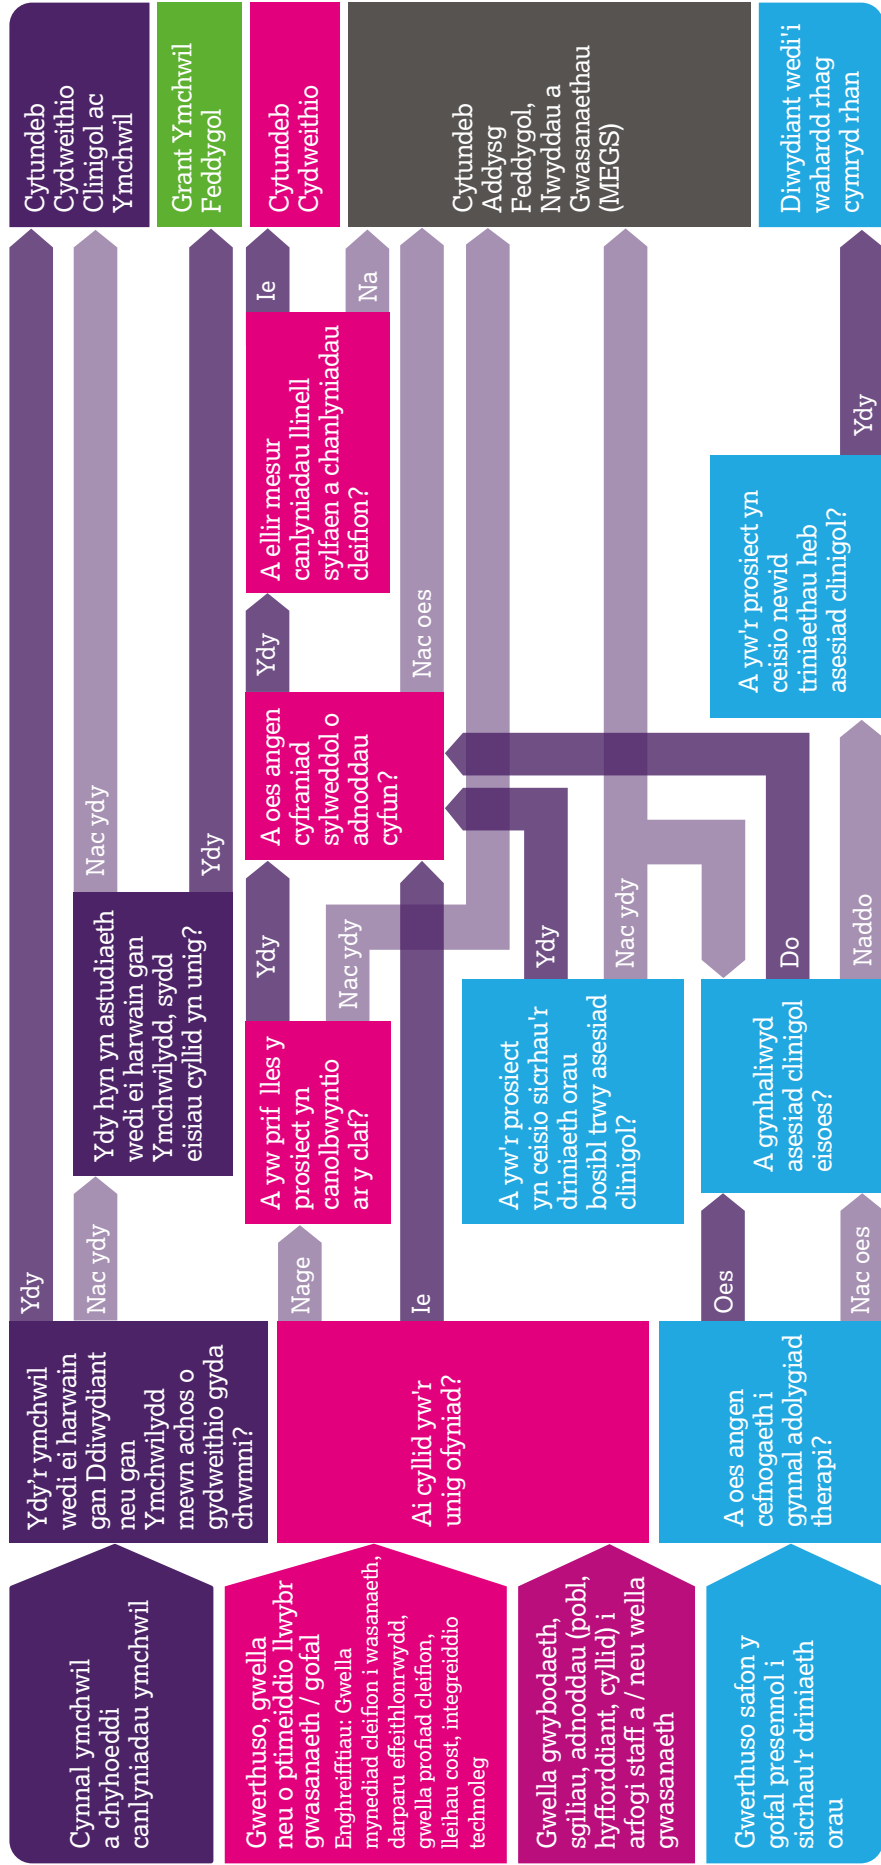 Cynnal ymchwil
a chyhoeddi
canlyniadau ymchwil
Gwerthuso, gwella
neu o ptimeiddio llwybr
gwasanaeth / gofal
Enghreifftiau: Gwella
mynediad cleifion i wasanaeth,
darparu effeithlonrwydd,
gwella profiad cleifion,
lleihau cost, integreiddio
technoleg
Gwella gwybodaeth,
sgiliau, adnoddau (pobl,
hyfforddiant, cyllid) i
arfogi staff a / neu wella
gwasanaeth
Gwerthuso safon y
gofal presennol i
sicrhau'r driniaeth
orau
Ydy’r ymchwil
wedi ei harwain
gan Ddiwydiant
neu gan
Ymchwilydd
mewn achos o
gydweithio gyda
chwmni?
Ai cyllid yw'r
unig ofyniad?
A oes angen
cefnogaeth i
gynnal adolygiad
therapi?
Ydy
Nac ydy
Nage
Ie
Oes
Nac oes
Ydy hyn yn astudiaeth
wedi ei harwain gan
Ymchwilydd, sydd
eisiau cyllid yn unig?
A yw prif lles y
prosiect yn
canolbwyntio
ar y claf?
A yw'r prosiect
yn ceisio sicrhau'r
driniaeth orau
bosibl trwy asesiad
clinigol?
A gynhaliwyd
asesiad clinigol
eisoes?
Nac ydy
Ydy
Ydy
Nac ydy
Ydy
Nac ydy
Do
Naddo
A oes angen
cyfraniad
sylweddol o
adnoddau
cyfun?
A yw'r prosiect yn
ceisio newid
triniaethau heb
asesiad clinigol?
Ydy
Nac oes
Ydy
A ellir mesur
canlyniadau llinell
sylfaen a chanlyniadau
cleifion?
Ie
Na
Cytundeb
Cydweithio
Clinigol ac
Ymchwil
Grant Ymchwil
Feddygol
Cytundeb
Cydweithio
Cytundeb
Addysg
Feddygol,
Nwyddau a
Gwasanaethau
(MEGS)
Diwydiant wedi'i
wahardd rhag
cymryd rhan